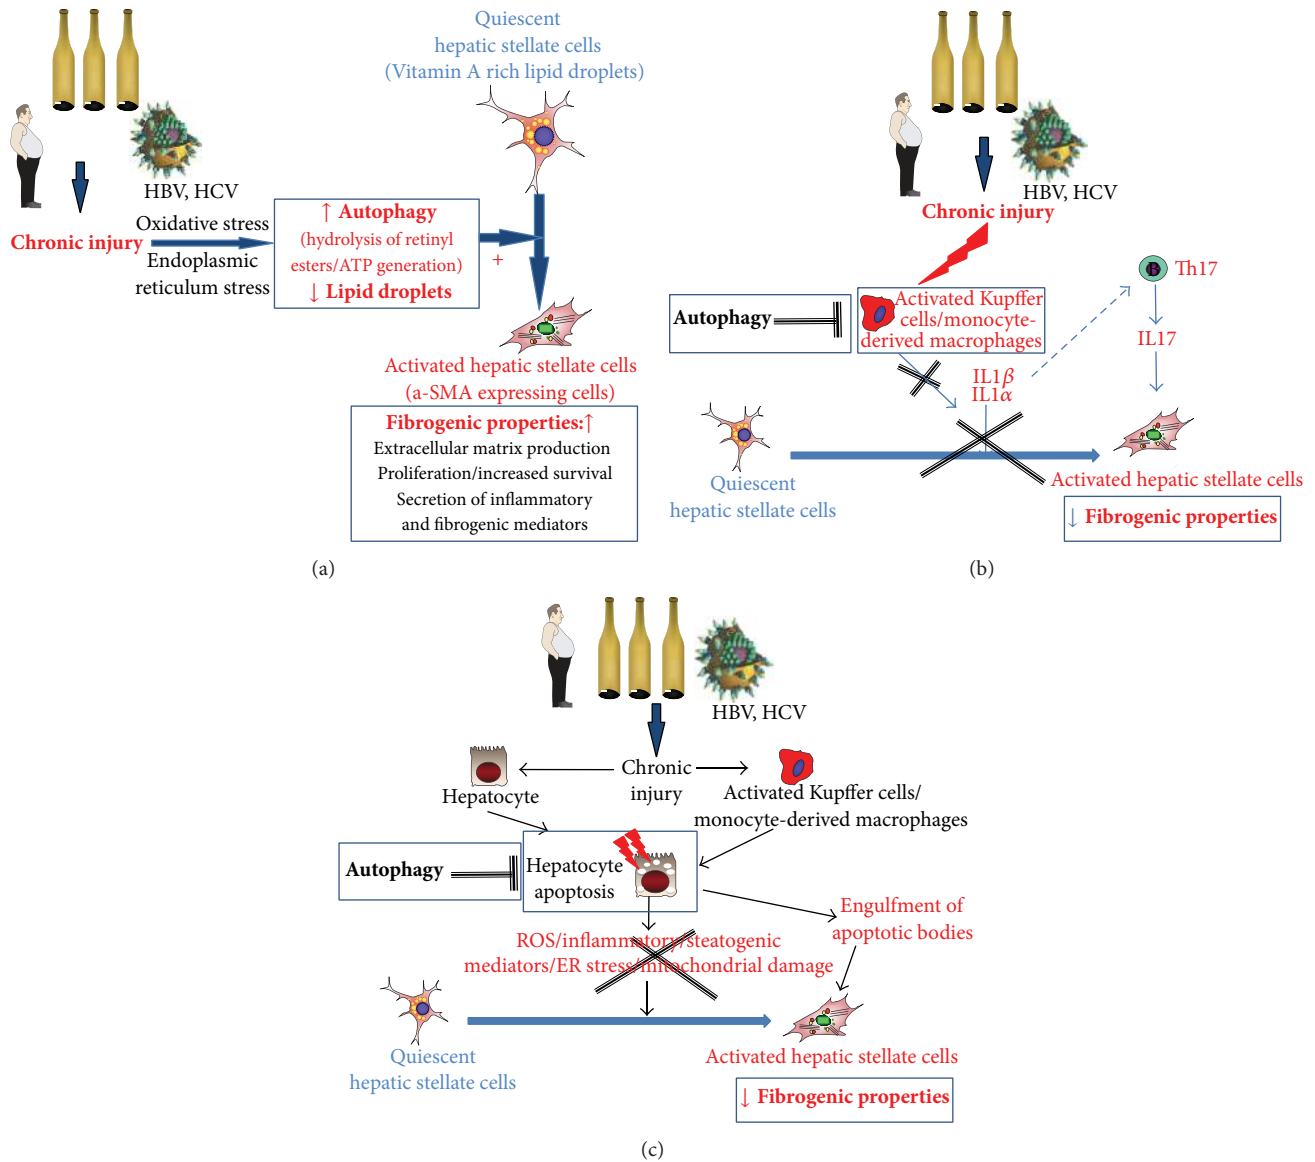 Quiescent
hepatic stellate cells
(Vitamin A rich lipid droplets)
HBV, HCV
Chronic injury
Oxidative stress
Endoplasmic
reticulum stress
↑ Autophagy
(hydrolysis of retinyl
esters/ATP generation)
↓ Lipid droplets
+
Activated hepatic stellate cells
(a-SMA expressing cells)
Fibrogenic properties:↑
Extracellular matrix production
Proliferation/increased survival
Secretion of inflammatory
and fibrogenic mediators
(a)
HBV, HCV
Chronic injury
Autophagy
Activated Kupffer
cells/monocyte-
derived macrophages
Th17
IL17
IL1β
IL1α
Quiescent
hepatic stellate cells
Activated hepatic stellate cells
↓ Fibrogenic properties
(b)
HBV, HCV
Chronic
injury
Hepatocyte
Activated Kupffer cells/
monocyte-derived macrophages
Autophagy
Hepatocyte
apoptosis
Engulfment of
apoptotic bodies
ROS/inflammatory/steatogenic
mediators/ER stress/mitochondrial damage
Quiescent
hepatic stellate cells
Activated hepatic stellate cells
↓ Fibrogenic properties
(c)